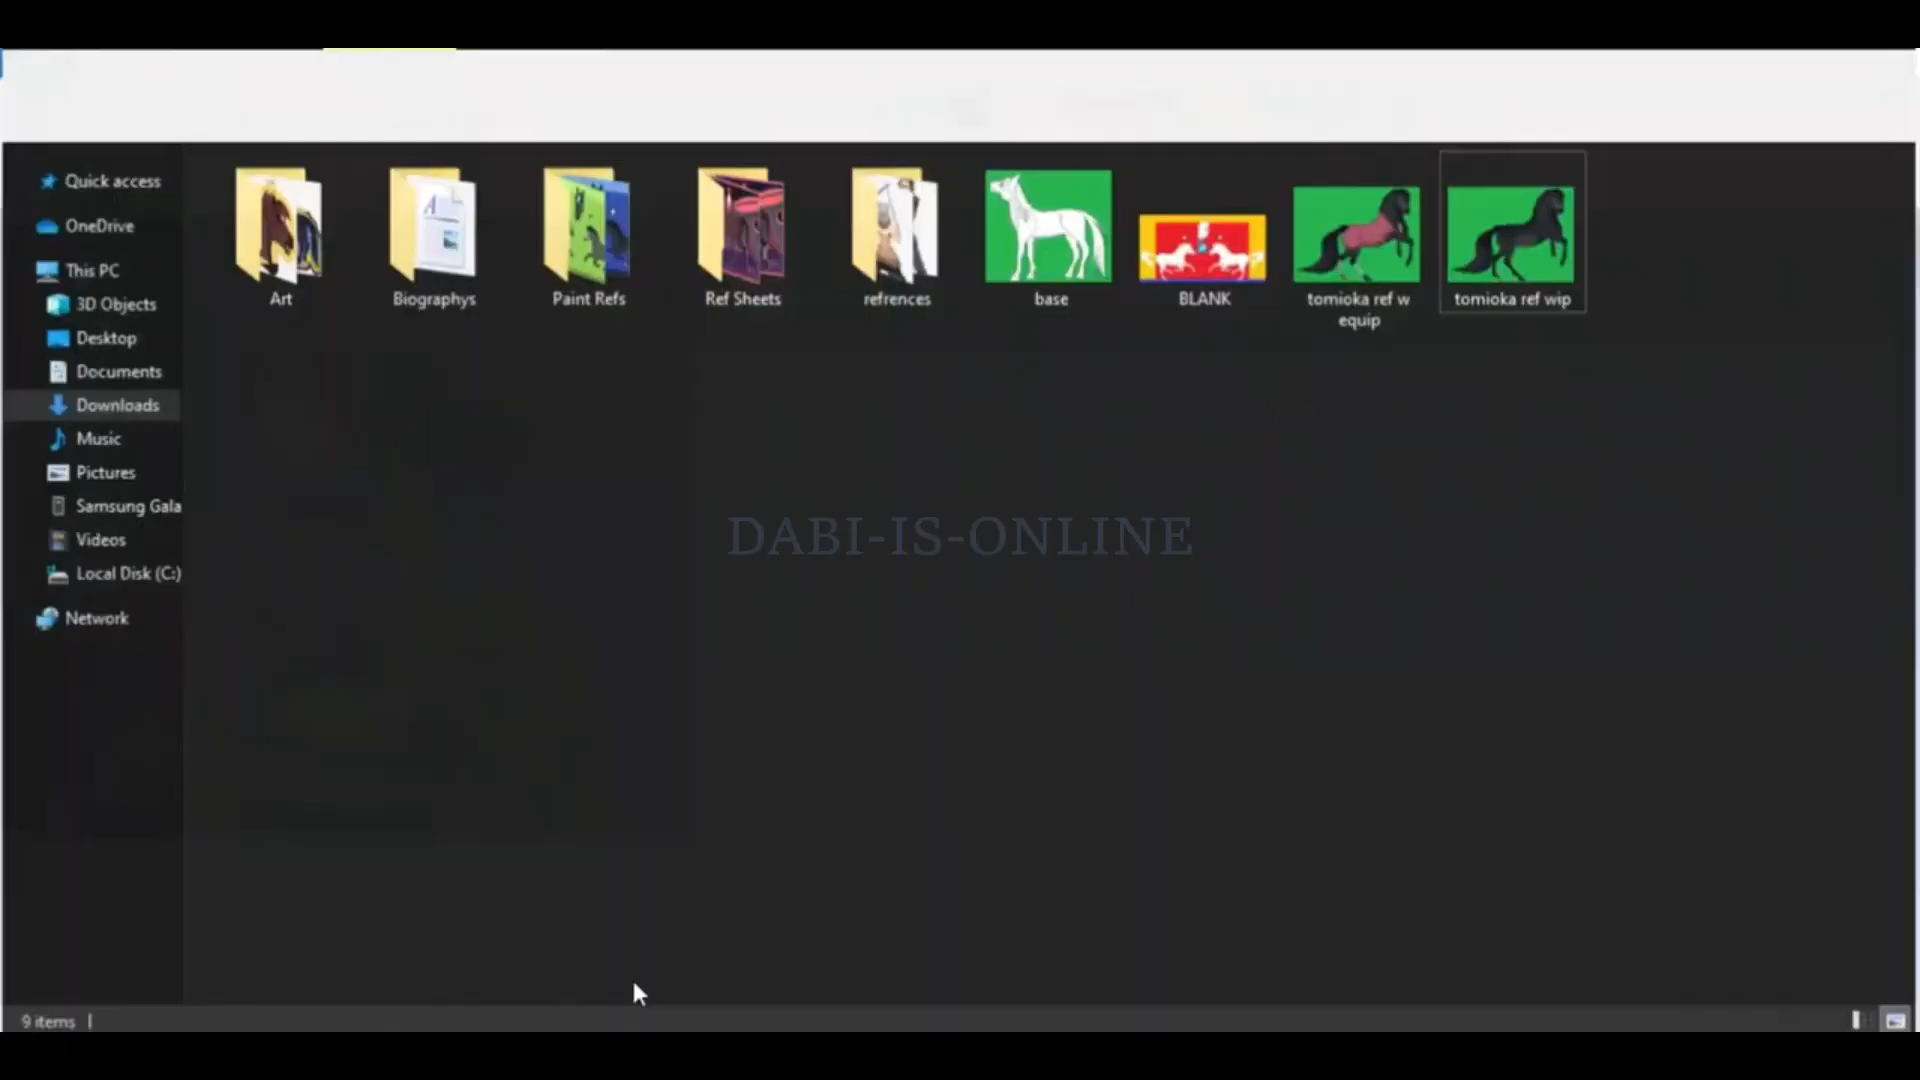 Quick access
OneDrive
This PC
3D Objects
Desktop
Documents
Downloads
Music
Pictures
Samsung Gala
Videos
Local Disk (C:)
Network
Art
Biographys
Paint Refs
Ref Sheets
refrences
base
BLANK
tomioka ref w
equip
tomioka ref wip
DABI-IS-ONLINE
9 items